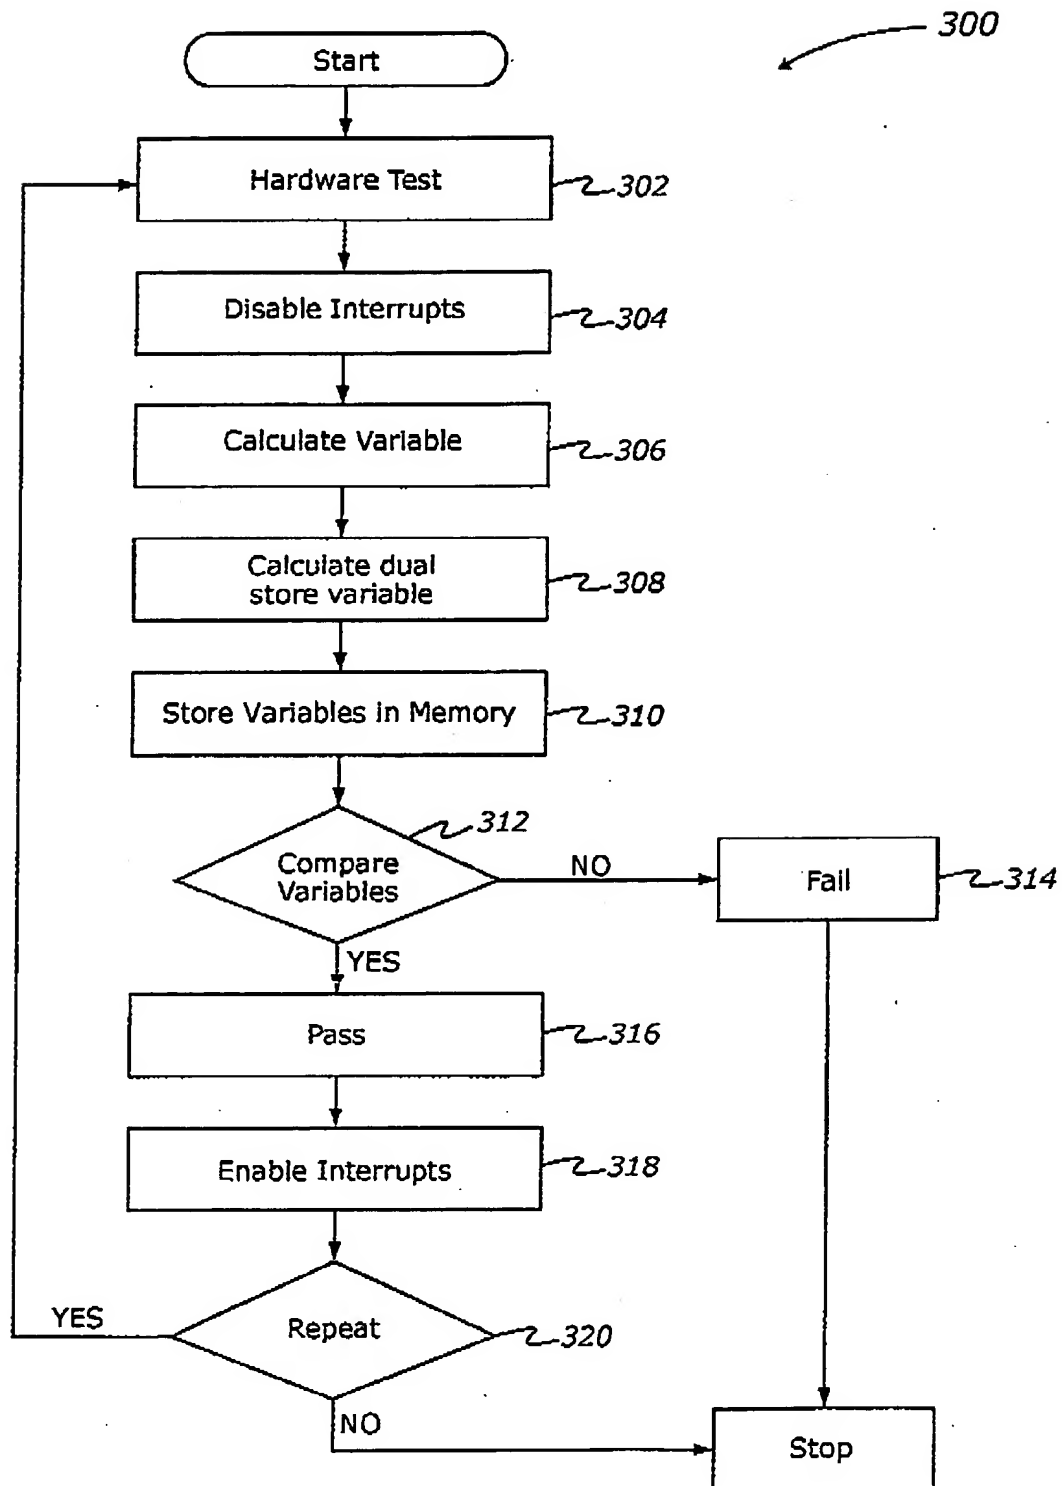 300
Start
Hardware Test
302
Disable Interrupts
304
Calculate Variable
306
Calculate dual
store variable
308
Store Variables in Memory
310
312
Compare
Variables
NO
Fail
314
YES
Pass
316
Enable Interrupts
318
YES
Repeat
320
NO
Stop